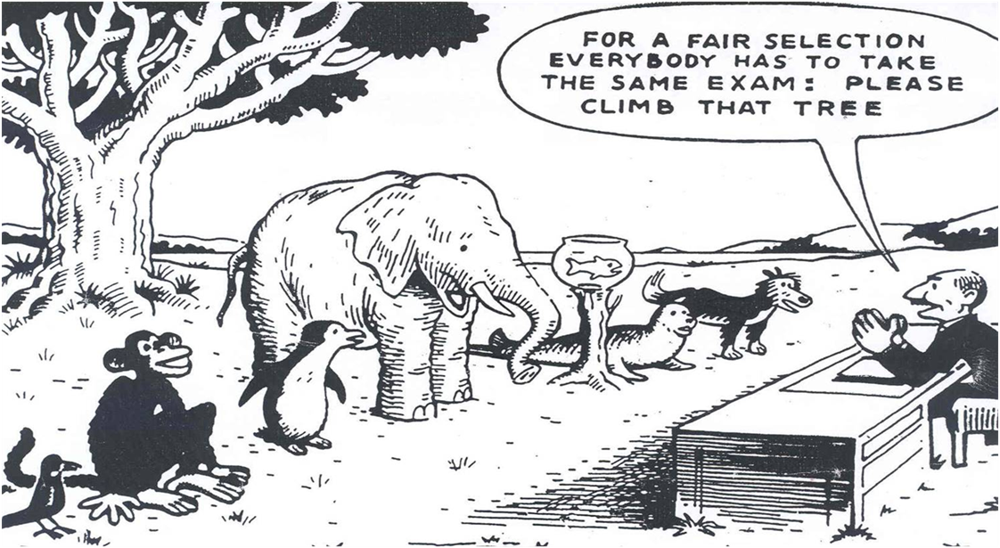 FOR A FAIR SELECTION
EVERYBODY HAS TO TAKE
THE SAME EXAM: PLEASE
CLIMB THAT TREE